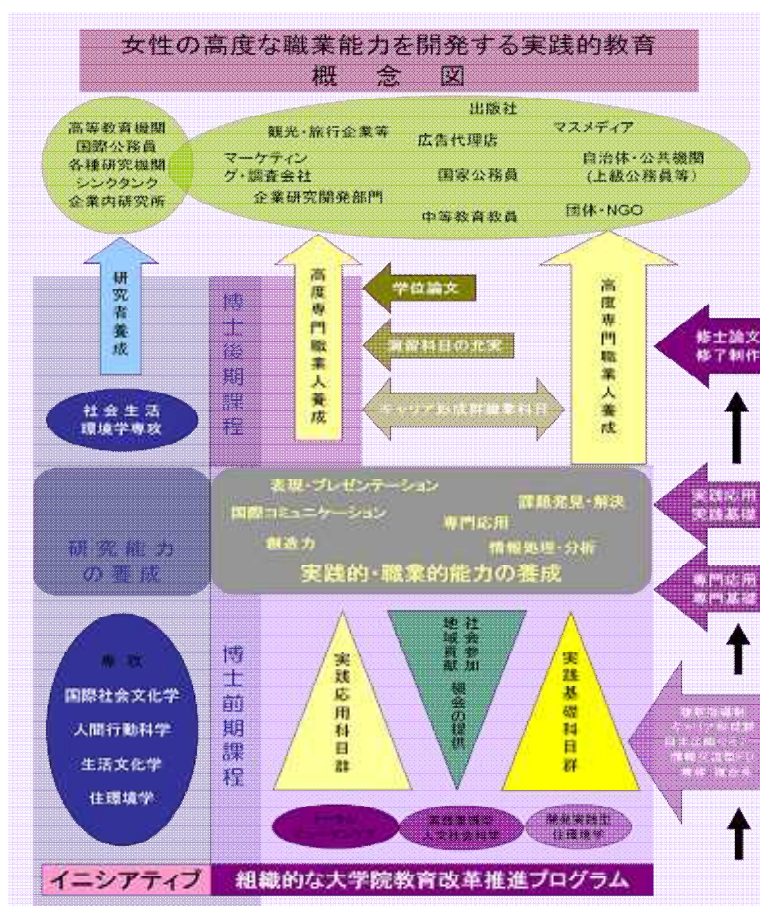 女性の高度な職業能力を開発する実践的教育
概念図
高等教育機関
国際公務員
各種研究機関
シンクタンク
企業内研究所
出版社
観光・旅行企業等
広告代理店
マスメディア
マーケティン
グ・調査会社
国家公務員
自治体・公共機関
(上級公務員等)
企業研究開発部門
中等教育教員
団体・NGO
研究者養成
博士後期課程
高度専門職業人養成
学位論文
演習科目の充実
キャリア形成群職業科目
高度専門職業人養成
修士論文
修了制作
社会生活
環境学専攻
研究能力
の養成
表現・プレゼンテーション
国際コミュニケーション
課題発見・解決
専門応用
創造力
情報処理・分析
実践的・職業的能力の養成
実践応用
実践基礎
専門応用
専門基礎
専攻
国際社会文化学
人間行動科学
生活文化学
住環境学
博士前期課程
実践応用科目群
社会参加
地域貢献
機会の提供
実践基礎科目群
人文社会科学
開発実践型
住環境学
イニシアティブ
組織的な大学院教育改革推進プログラム